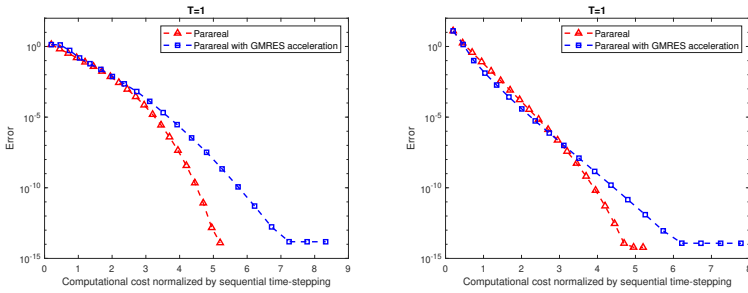 T=1
Parareal
Parareal with GMRES acceleration
10^0
10^-5
10^-10
10^-15
Error
0 1 2 3 4 5 6 7 8 9
Computational cost normalized by sequential time-stepping
T=1
Parareal
Parareal with GMRES acceleration
10^0
10^-5
10^-10
10^-15
Error
0 1 2 3 4 5 6 7 8
Computational cost normalized by sequential time-stepping